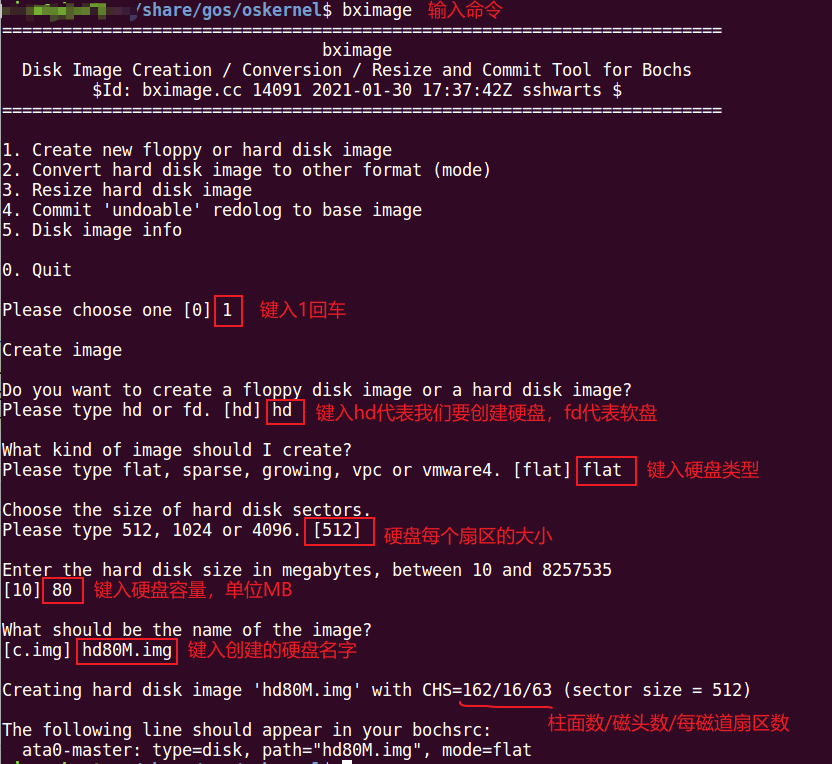 /share/gos/oskernel$ bximage 输入命令
========================================================================
bximage
Disk Image Creation / Conversion / Resize and Commit Tool for Bochs
$Id: bximage.cc 14091 2021-01-30 17:37:42Z sshwarts $
========================================================================
1. Create new floppy or hard disk image
2. Convert hard disk image to other format (mode)
3. Resize hard disk image
4. Commit 'undoable' redolog to base image
5. Disk image info
0. Quit
Please choose one [0] 1 键入1回车
Create image
Do you want to create a floppy disk image or a hard disk image?
Please type hd or fd. [hd] hd 键入hd代表我们要创建硬盘，fd代表软盘
What kind of image should I create?
Please type flat, sparse, growing, vpc or vmware4. [flat] flat 键入硬盘类型
Choose the size of hard disk sectors.
Please type 512, 1024 or 4096. [512] 硬盘每个扇区的大小
Enter the hard disk size in megabytes, between 10 and 8257535
[10] 80 键入硬盘容量，单位MB
What should be the name of the image?
[c.img] hd80M.img 键入创建的硬盘名字
Creating hard disk image 'hd80M.img' with CHS=162/16/63 (sector size = 512)
柱面数/磁头数/每磁道扇区数
The following line should appear in your bochsrc:
ata0-master: type=disk, path="hd80M.img", mode=flat